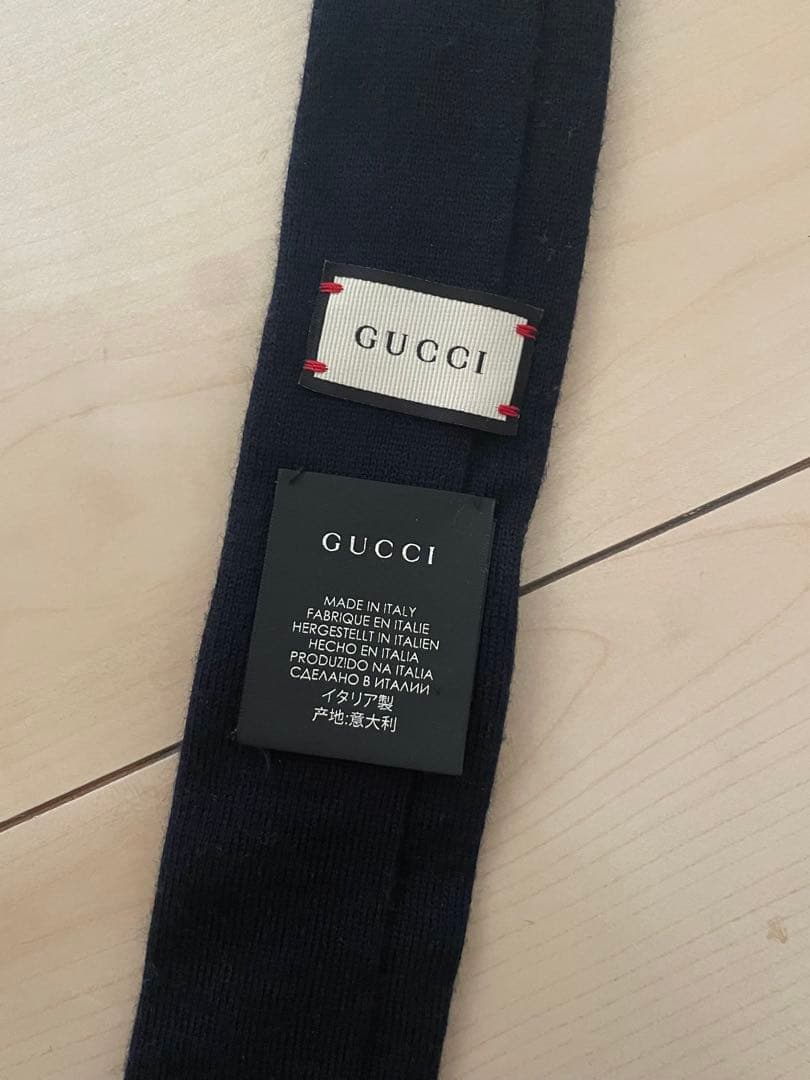 GUCCI
GUCCI
MADE IN ITALY
FABRIQUE EN ITALIE
HERGESTELLT IN ITALIEN
HECHO EN ITALIA
PRODUZIDO NA ITALIA
СДЕЛАНО В ИТАЛИИ
イタリア製
产地:意大利